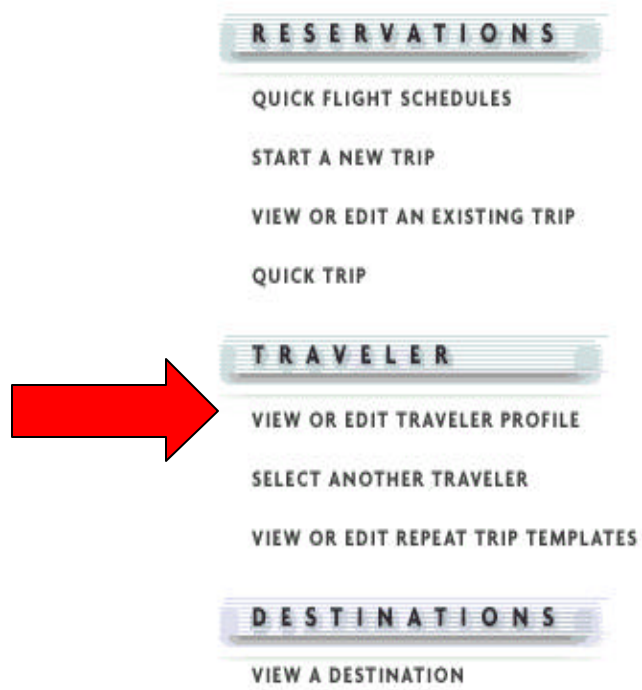 RESERVATIONS
QUICK FLIGHT SCHEDULES
START A NEW TRIP
VIEW OR EDIT AN EXISTING TRIP
QUICK TRIP
TRAVELER
VIEW OR EDIT TRAVELER PROFILE
SELECT ANOTHER TRAVELER
VIEW OR EDIT REPEAT TRIP TEMPLATES
DESTINATIONS
VIEW A DESTINATION